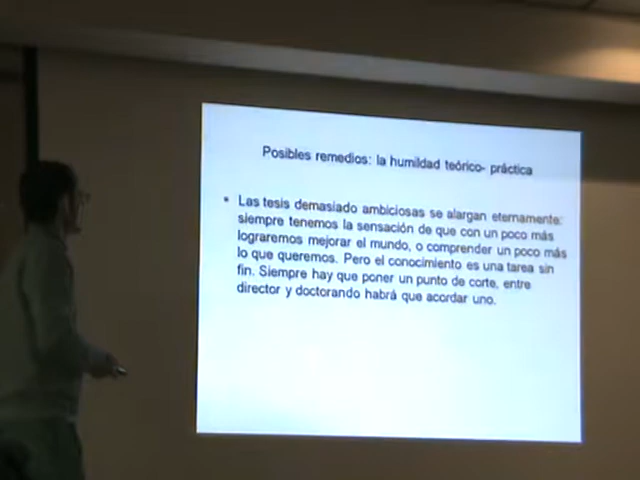 Posibles remedios: la humildad teórico- práctica
• Las tesis demasiado ambiciosas se alargan eternamente:
siempre tenemos la sensación de que con un poco más
lograremos mejorar el mundo, o comprender un poco más
lo que queremos. Pero el conocimiento es una tarea sin
fin. Siempre hay que poner un punto de corte, entre
director y doctorando habrá que acordar uno.